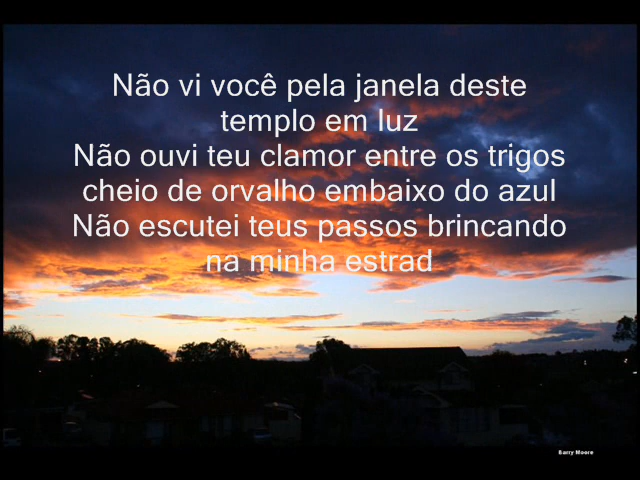 Não vi você pela janela deste
templo em luz
Não ouvi teu clamor entre os trigos
cheio de orvalho embaixo do azul
Não escutei teus passos brincando
na minha estrad
Barry Moore